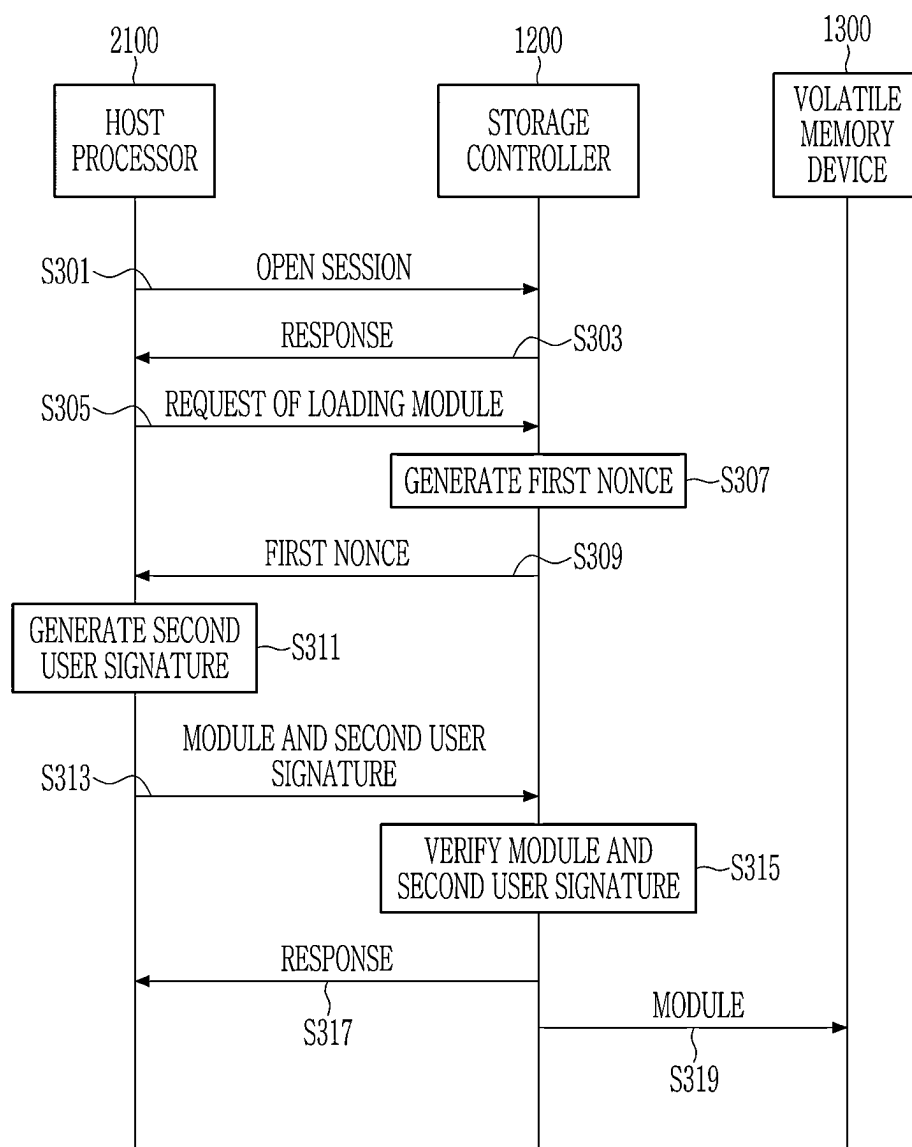 2100
1200
1300
HOST
PROCESSOR
STORAGE
CONTROLLER
VOLATILE
MEMORY
DEVICE
S301
OPEN SESSION
RESPONSE
S303
S305
REQUEST OF LOADING MODULE
GENERATE FIRST NONCE
S307
FIRST NONCE
S309
GENERATE SECOND
USER SIGNATURE
S311
MODULE AND SECOND USER
SIGNATURE
S313
VERIFY MODULE AND
SECOND USER SIGNATURE
S315
RESPONSE
S317
MODULE
S319